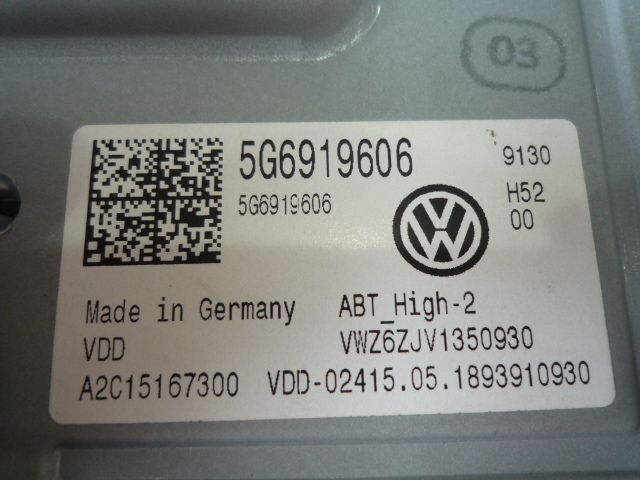 03
5G6919606
9130
5G6919606
H52
00
Made in Germany
ABT_High-2
VDD
VWZ6ZJV1350930
A2C15167300
VDD-02415.05.1893910930